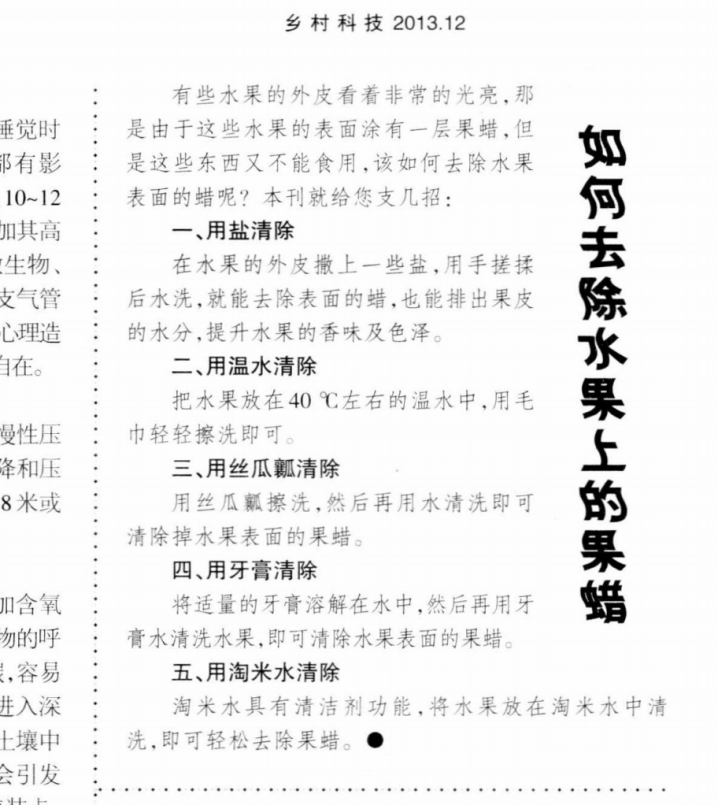 乡村科技 2013.12
睡觉时
都有影
10~12
加其高
生物、
支气管
心理造
自在。
慢性压
降和压
8米或
加含氧
物的呼
,容易
进入深
土壤中
会引发
如何去除水果上的果蜡
有些水果的外皮看着非常的光亮,那
是由于这些水果的表面涂有一层果蜡,但
是这些东西又不能食用,该如何去除水果
表面的蜡呢?本刊就给您支几招:
一、用盐清除
在水果的外皮撒上一些盐,用手搓揉
后水洗,就能去除表面的蜡,也能排出果皮
的水分,提升水果的香味及色泽。
二、用温水清除
把水果放在40 ℃左右的温水中,用毛
巾轻轻擦洗即可。
三、用丝瓜瓤清除
用丝瓜瓤擦洗,然后再用水清洗即可
清除掉水果表面的果蜡。
四、用牙膏清除
将适量的牙膏溶解在水中,然后再用牙
膏水清洗水果,即可清除水果表面的果蜡。
五、用淘米水清除
淘米水具有清洁剂功能,将水果放在淘米水中清
洗,即可轻松去除果蜡。●